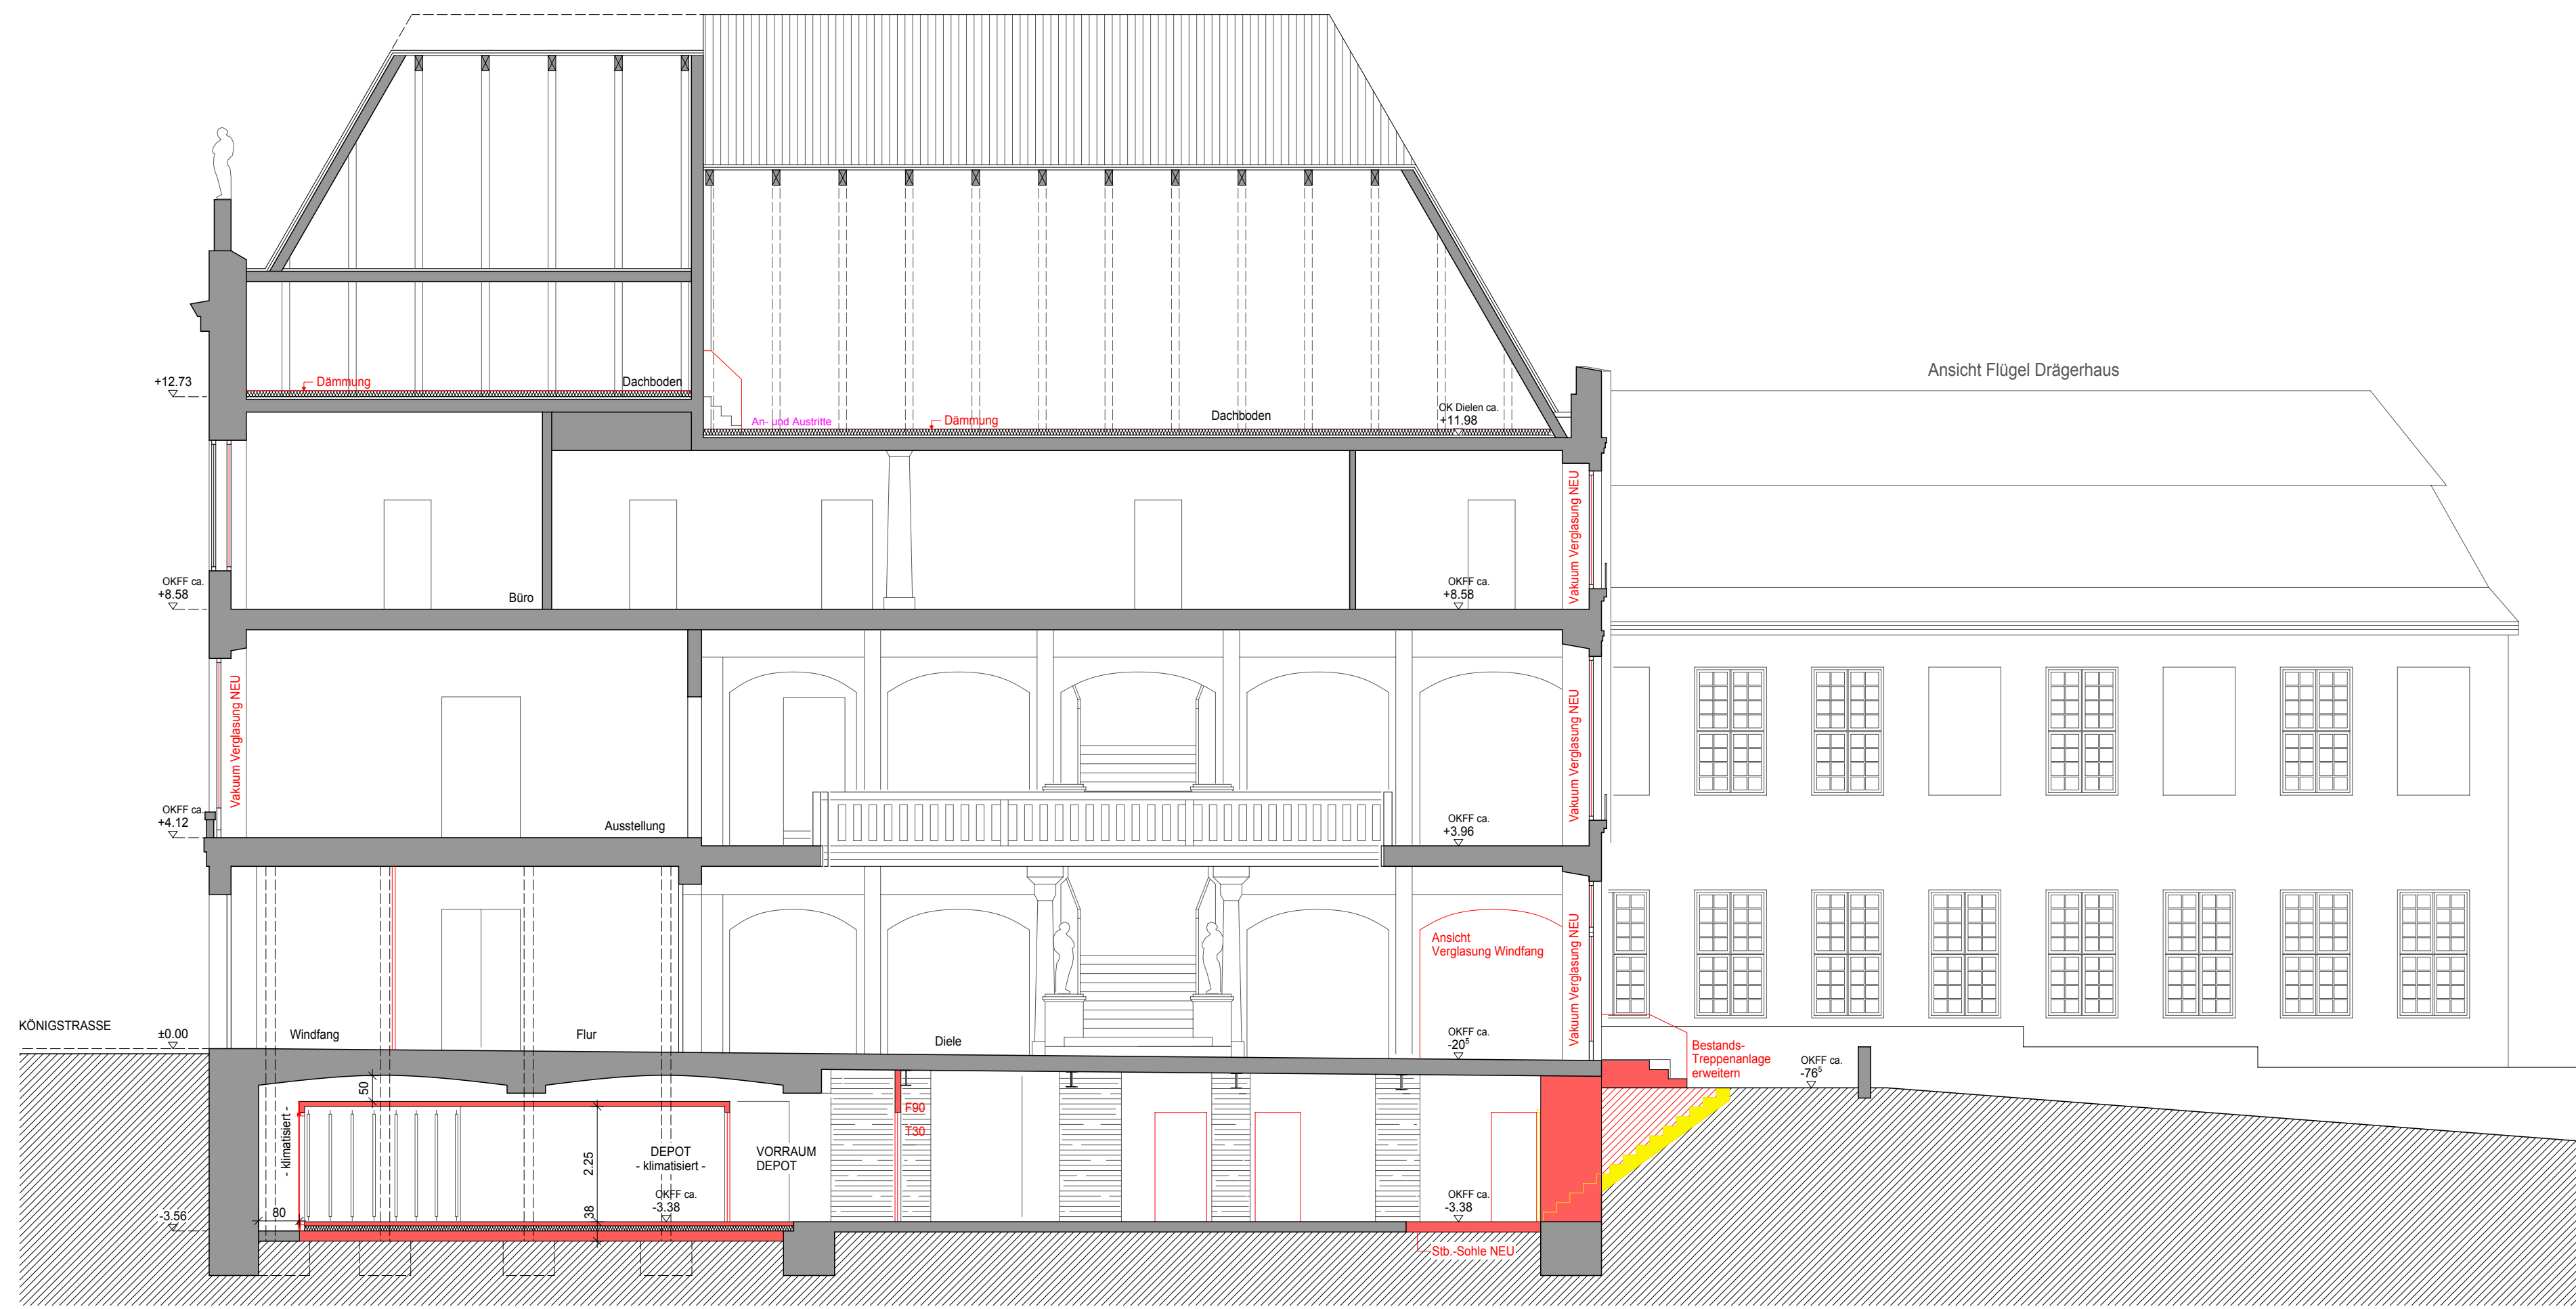 Ansicht Flügel Drägerhaus
+12.73
Dämmung
Dachboden
An- und Austritte
Dämmung
Dachboden
OK Dielen ca.
+11.98
Vakuum Verglasung NEU
OKFF ca.
+8.58
Büro
OKFF ca.
+8.58
Vakuum Verglasung NEU
Vakuum Verglasung NEU
OKFF ca.
+4.12
Ausstellung
OKFF ca.
+3.96
Ansicht
Verglasung Windfang
Vakuum Verglasung NEU
KÖNIGSTRASSE
±0.00
Windfang
Flur
Diele
OKFF ca.
-20⁵
Bestands-
Treppenanlage
erweitern
OKFF ca.
-76⁵
50
- klimatisiert -
F90
T30
2.25
DEPOT
- klimatisiert -
VORRAUM
DEPOT
OKFF ca.
-3.38
OKFF ca.
-3.38
-3.56
80
38
Stb.-Sohle NEU